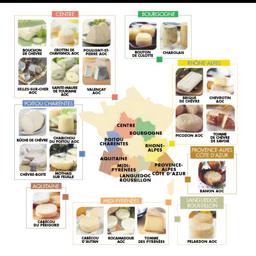 CENTRE
BOUCHON DE CHÈVRE
CROTTIN DE CHAVIGNOL AOC
POULIGNY-ST-PIERRE AOC
SELLES-SUR-CHER AOC
SAINTE-MAURE DE TOURAINE AOC
VALENÇAY AOC
BOURGOGNE
BOUTON DE CULOTTE
CHAROLAIS
RHÔNE-ALPES
BRIQUE DE CHÈVRE
CHEVROTIN AOC
PICODON AOC
TOMME DE CHÈVRE DE SAVOIE
POITOU CHARENTES
BÛCHE DE CHÈVRE
CHABICHOU DU POITOU AOC
CHÈVRE-BOITE
MOTHAIS SUR FEUILLE
CENTRE
BOURGOGNE
POITOU CHARENTES
RHONE-ALPES
AQUITAINE
MIDI PYRÉNÉES
PROVENCE-ALPES CÔTE D'AZUR
LANGUEDOC ROUSSILLON
PROVENCE-ALPES CÔTE D'AZUR
BANON AOC
AQUITAINE
CABÉCOU DU PÉRIGORD
MIDI-PYRÉNÉES
CABÉCOU D'AUTAN
ROCAMADOUR AOC
TOMME DES PYRÉNÉES
LANGUEDOC ROUSSILLON
PÉLARDON AOC